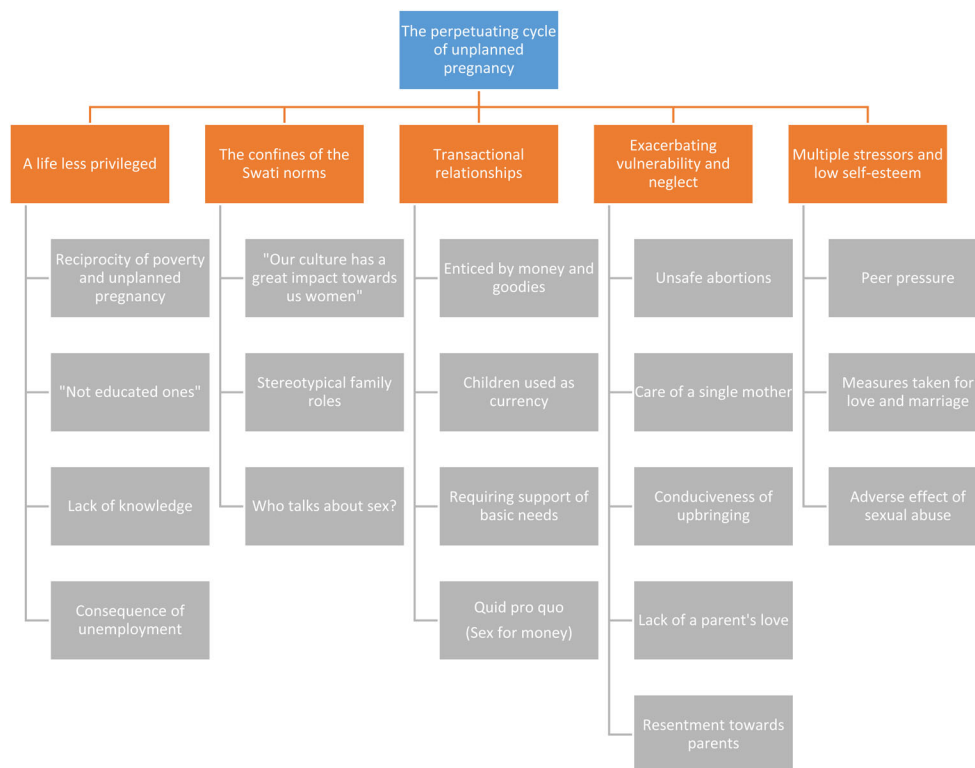 The perpetuating cycle
of unplanned
pregnancy
A life less privileged
The confines of the
Swati norms
Transactional
relationships
Exacerbating
vulnerability and
neglect
Multiple stressors
and low self-esteem
Reciprocity of poverty
and unplanned
pregnancy
"Not educated ones"
Lack of knowledge
Consequence of
unemployment
"Our culture has a
great impact towards
us women"
Stereotypical family
roles
Who talks about sex?
Enticed by money and
goodies
Children used as
currency
Requiring support of
basic needs
Quid pro quo
(Sex for money)
Unsafe abortions
Care of a single mother
Conduciveness of
upbringing
Lack of a parent's love
Resentment towards
parents
Peer pressure
Measures taken for
love and marriage
Adverse effect of
sexual abuse